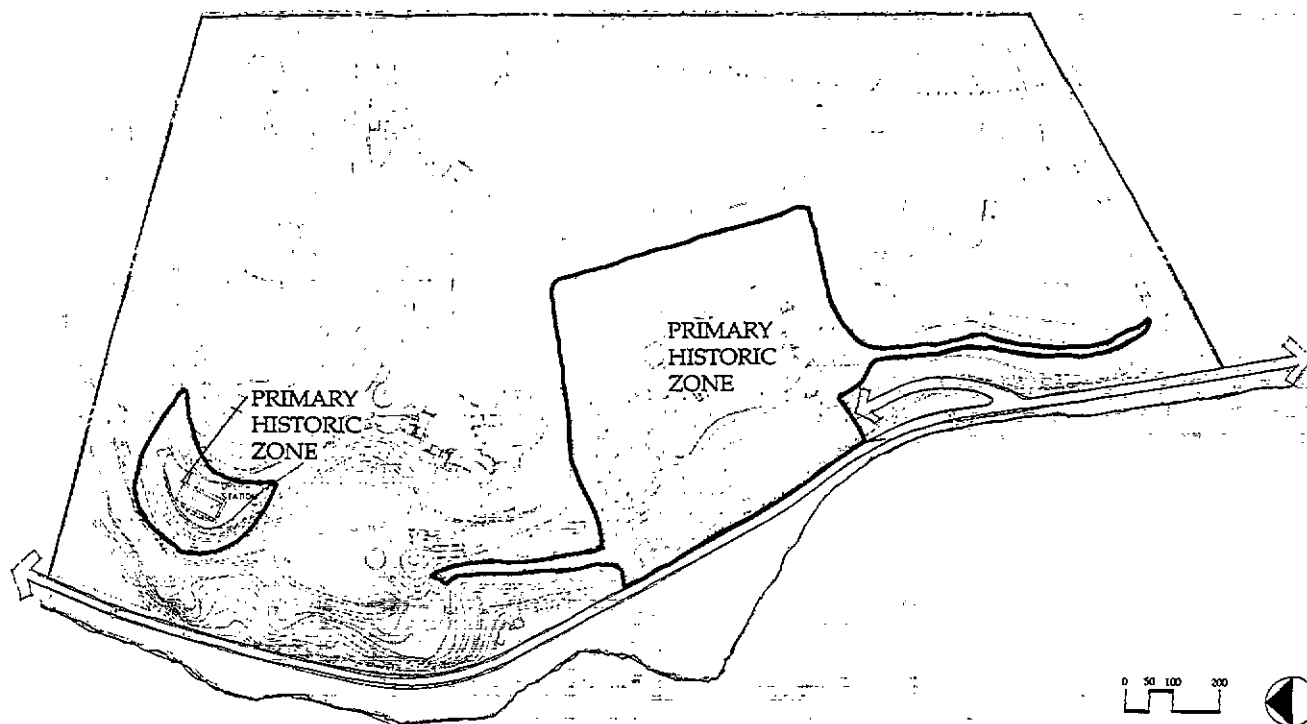 PRIMARY
HISTORIC
ZONE
PRIMARY
HISTORIC
ZONE
STATION
0 50 100 200